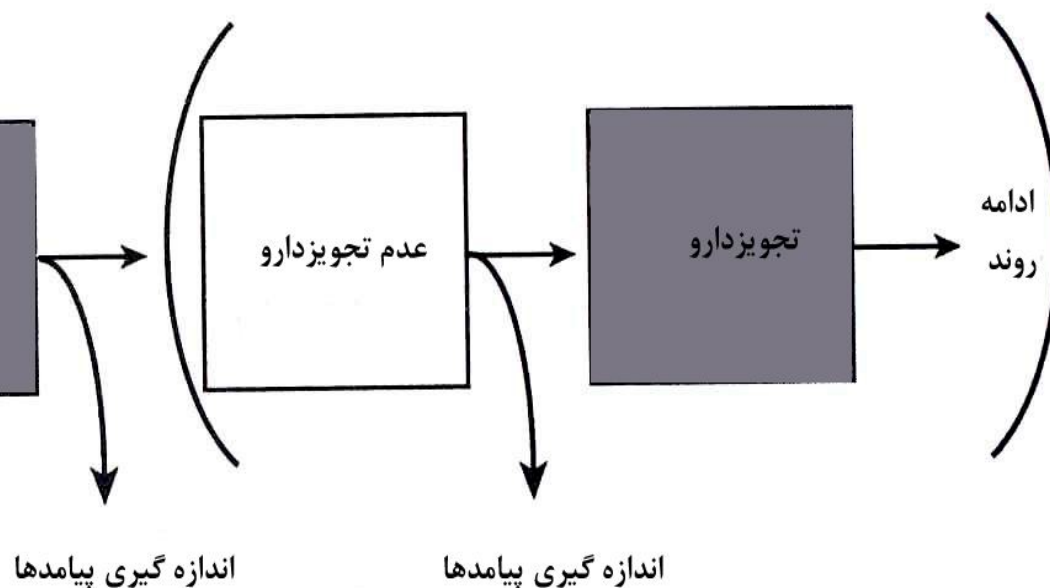 عدم تجویزدارو
تجویزدارو
ادامه
روند
اندازه گیری پیامدها
اندازه گیری پیامدها